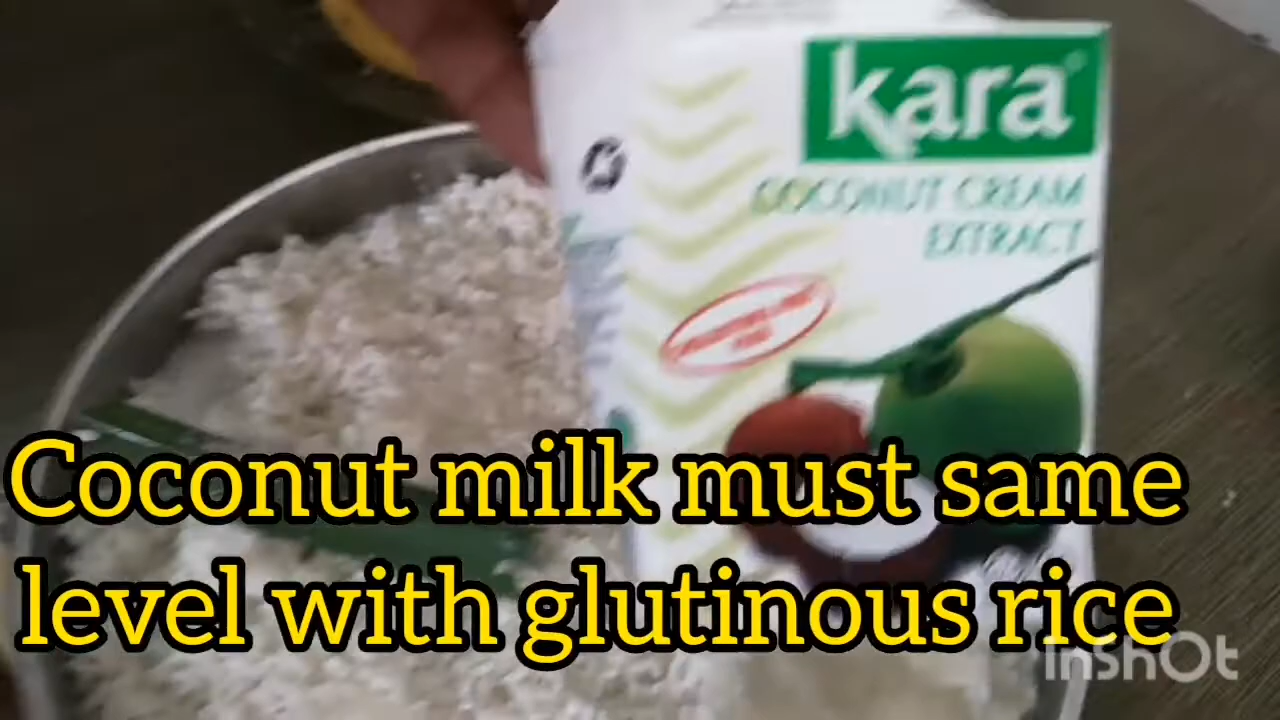 kara
COCONUT CREAM
EXTRACT
Coconut milk must same
level with glutinous rice
InShOt